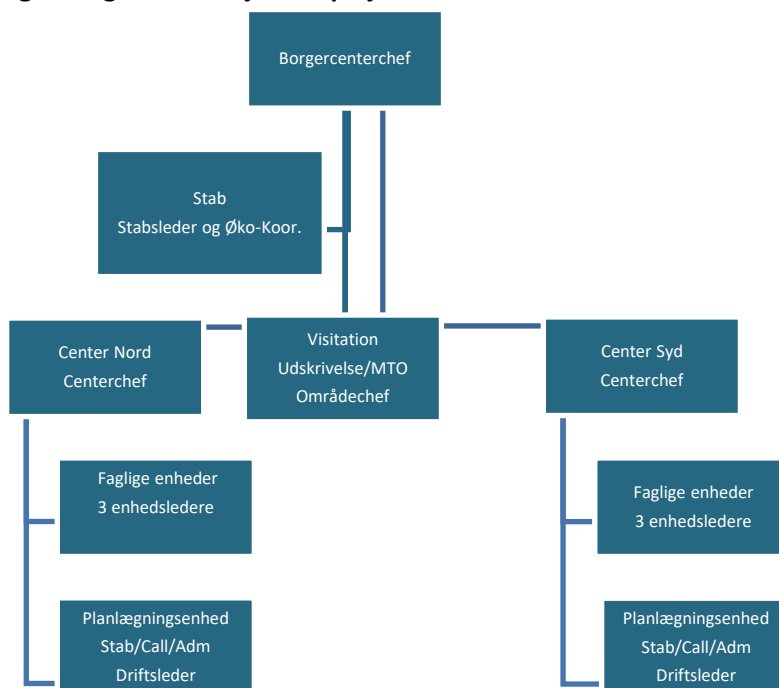 Borgercenterchef
Stab
Stabsleder og Øko-Koor.
Center Nord
Centerchef
Visitation
Udskrivelse/MTO
Områdechef
Center Syd
Centerchef
Faglige enheder
3 enhedsledere
Faglige enheder
3 enhedsledere
Planlægningsenhed
Stab/Call/Adm
Driftsleder
Planlægningsenhed
Stab/Call/Adm
Driftsleder